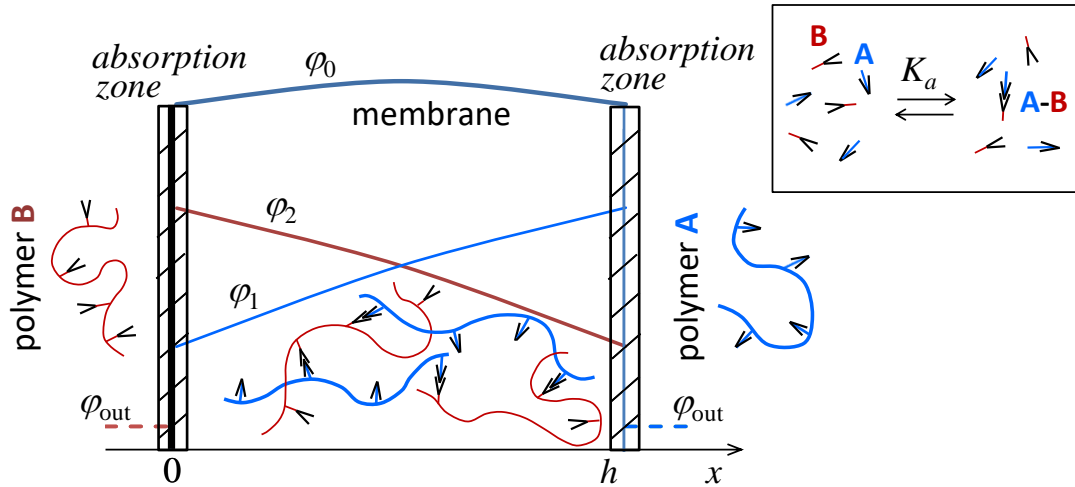 absorption
zone
φ₀
membrane
absorption
zone
B
A
Kₐ
A-B
polymer B
φ₂
φ₁
polymer A
φout
φout
0
h
x